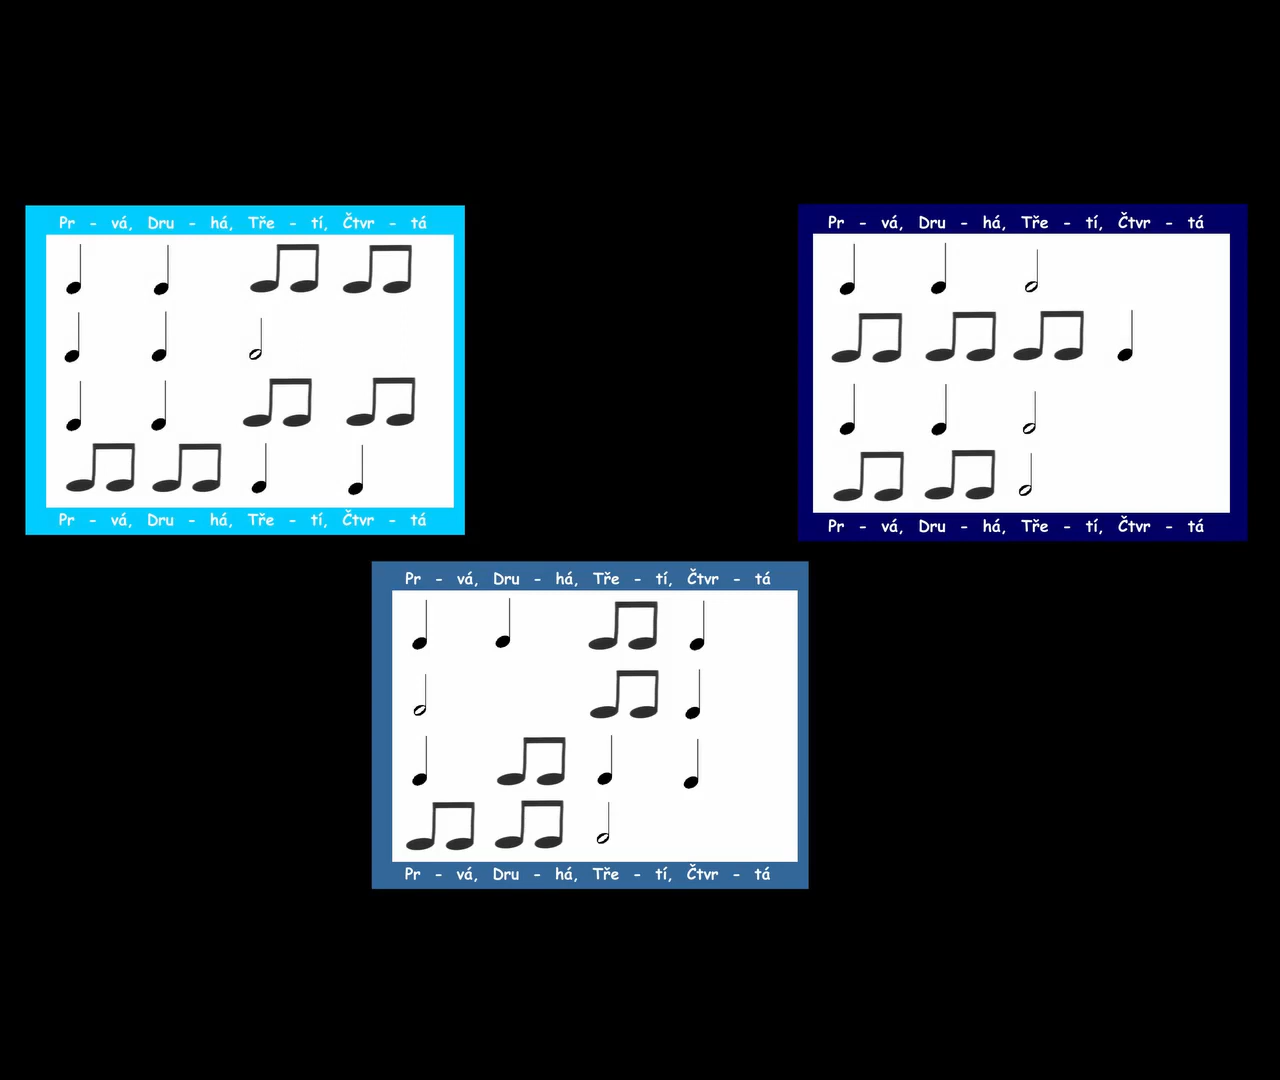 Pr - vá, Dru - há, Tře - tí, Čtvr - tá
Pr - vá, Dru - há, Tře - tí, Čtvr - tá
Pr - vá, Dru - há, Tře - tí, Čtvr - tá
Pr - vá, Dru - há, Tře - tí, Čtvr - tá
Pr - vá, Dru - há, Tře - tí, Čtvr - tá
Pr - vá, Dru - há, Tře - tí, Čtvr - tá